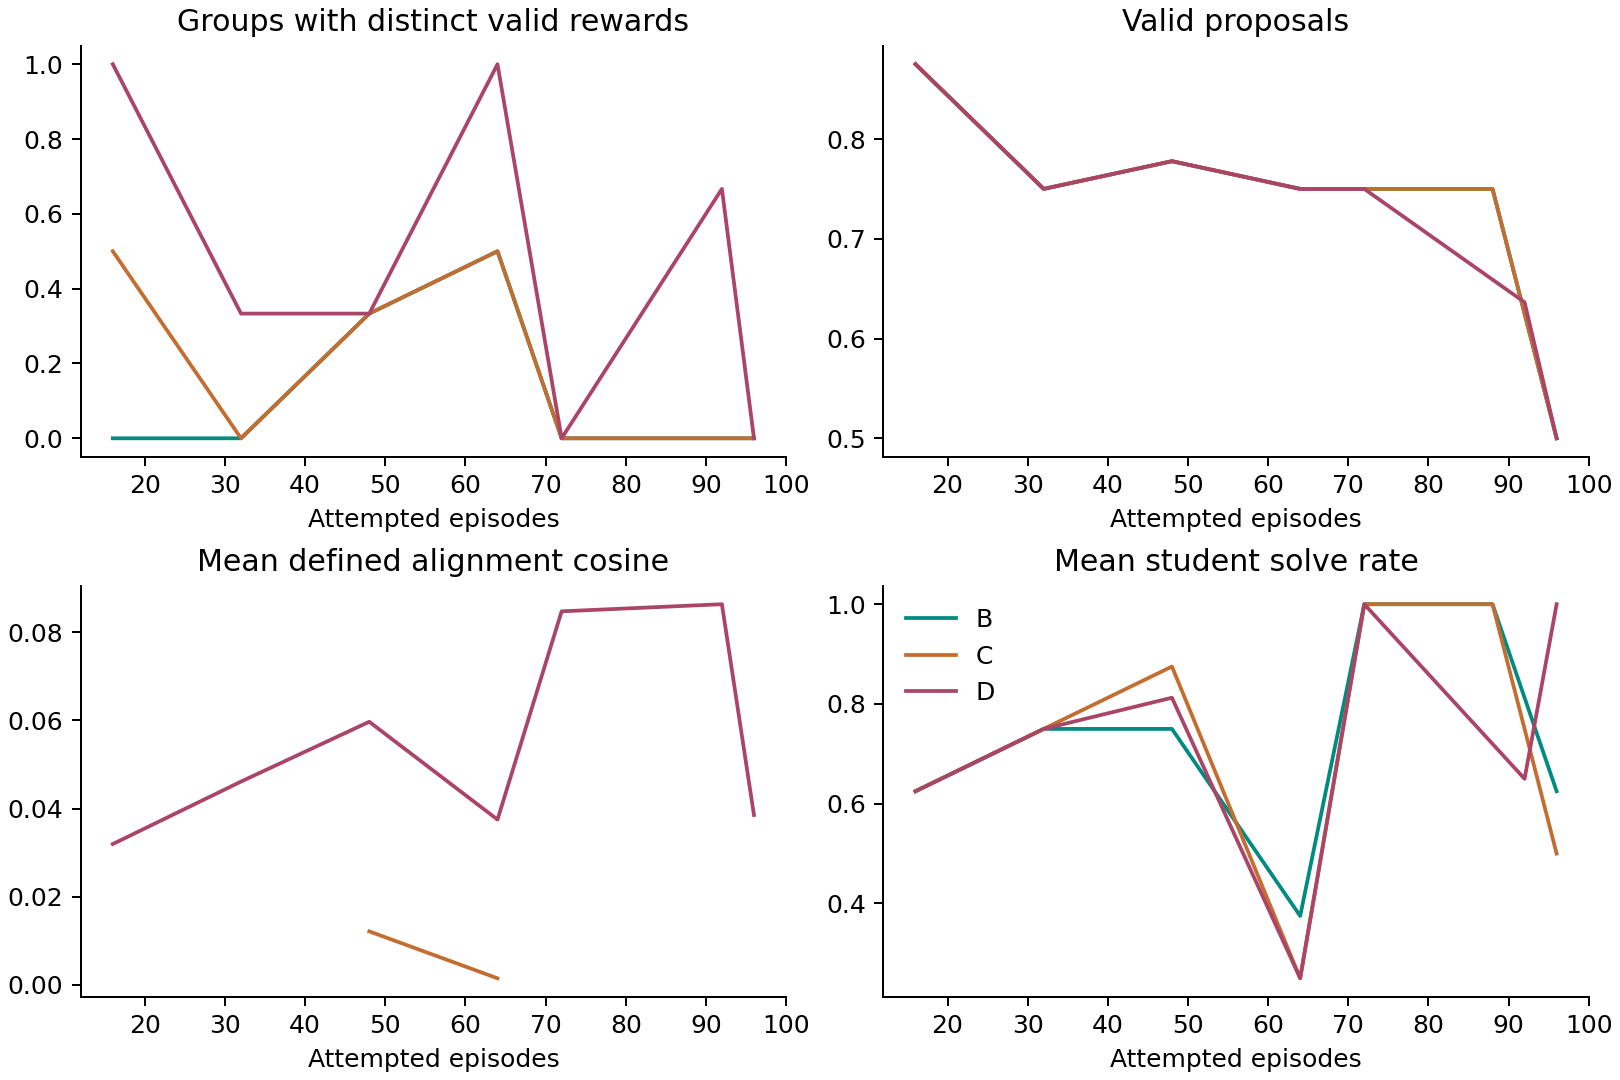 Groups with distinct valid rewards
1.0
0.8
0.6
0.4
0.2
0.0
20 30 40 50 60 70 80 90 100
Attempted episodes
Valid proposals
0.8
0.7
0.6
0.5
20 30 40 50 60 70 80 90 100
Attempted episodes
Mean defined alignment cosine
0.08
0.06
0.04
0.02
0.00
20 30 40 50 60 70 80 90 100
Attempted episodes
Mean student solve rate
1.0
0.8
0.6
0.4
B
C
D
20 30 40 50 60 70 80 90 100
Attempted episodes